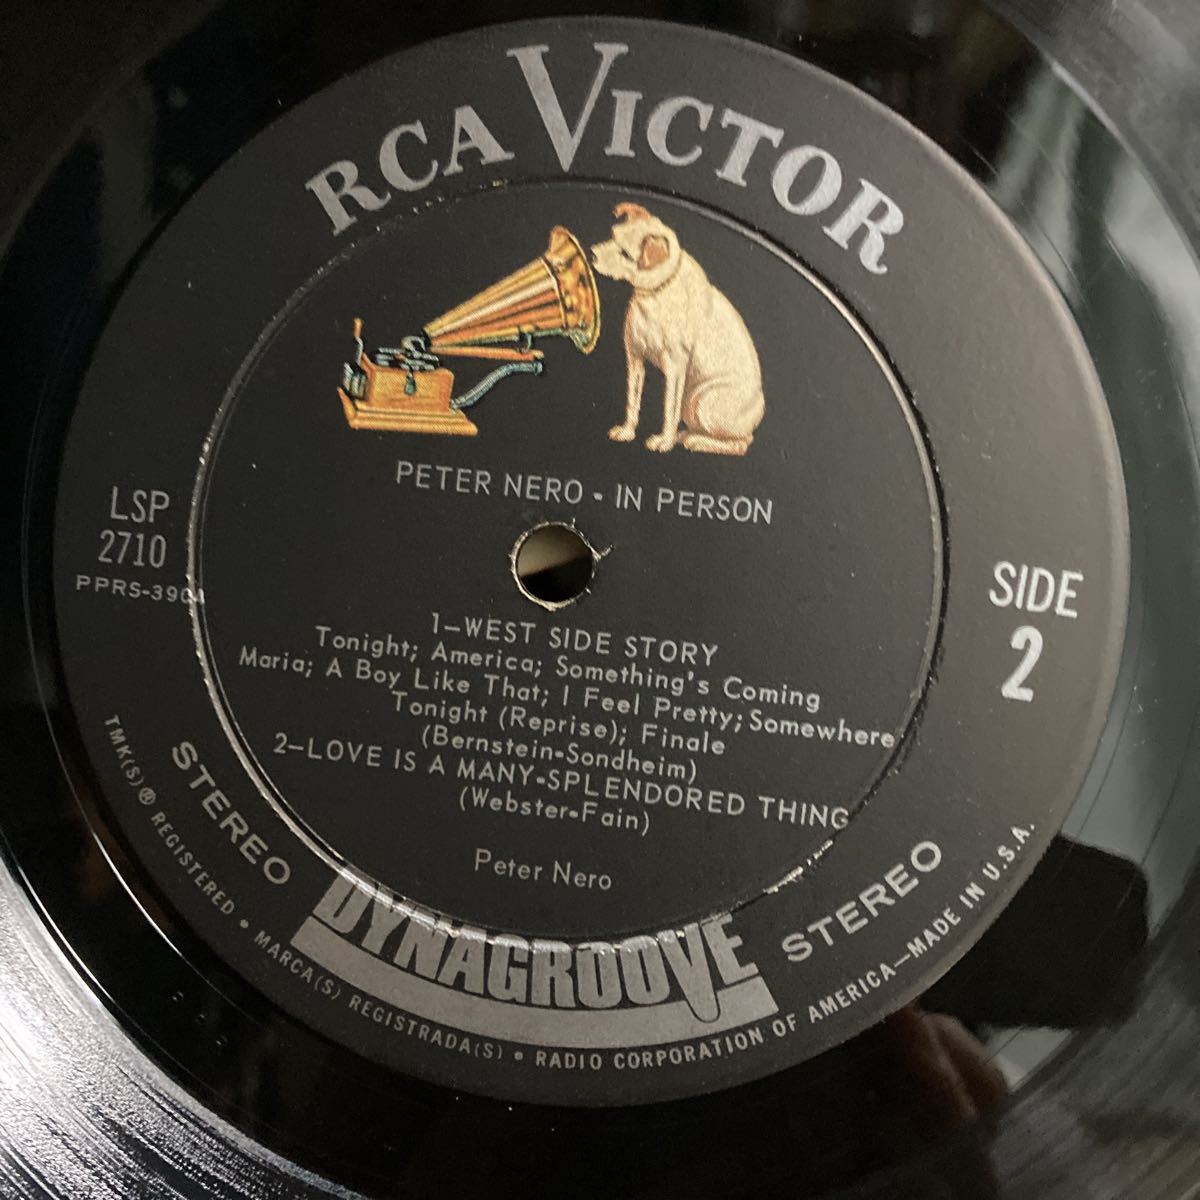 RCA VICTOR
PETER NERO • IN PERSON
LSP
2710
SIDE
2
1–WEST SIDE STORY
Tonight; America; Something's Coming
Maria; A Boy Like That; I Feel Pretty; Somewhere
Tonight (Reprise); Finale
(Bernstein-Sondheim)
2–LOVE IS A MANY-SPLENDORED THING
(Webster-Fain)
Peter Nero
STEREO
DYNAGROOVE
STEREO
TMK(S) ® REGISTERED • MARCA(S) REGISTRADA(S) • RADIO CORPORATION OF AMERICA—MADE IN U.S.A.